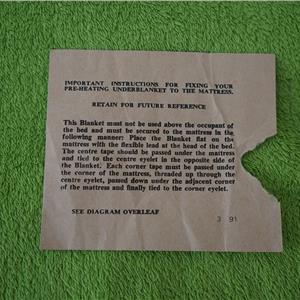 IMPORTANT INSTRUCTIONS FOR FIXING YOUR
PRE-HEATING UNDERBLANKET TO THE MATTRESS.
RETAIN FOR FUTURE REFERENCE
This Blanket must not be used above the occupant of
the bed and must be secured to the mattress in the
following manner: Place the Blanket flat on the
mattress with the flexible lead at the head of the bed.
The centre tape should be passed under the mattress
and tied to the centre eyelet in the opposite side of
the Blanket. Each corner tape must be passed under
the corner of the mattress, threaded up through the
centre eyelet, passed down under the adjacent corner
of the mattress and finally tied to the corner eyelet.
SEE DIAGRAM OVERLEAF
3 91